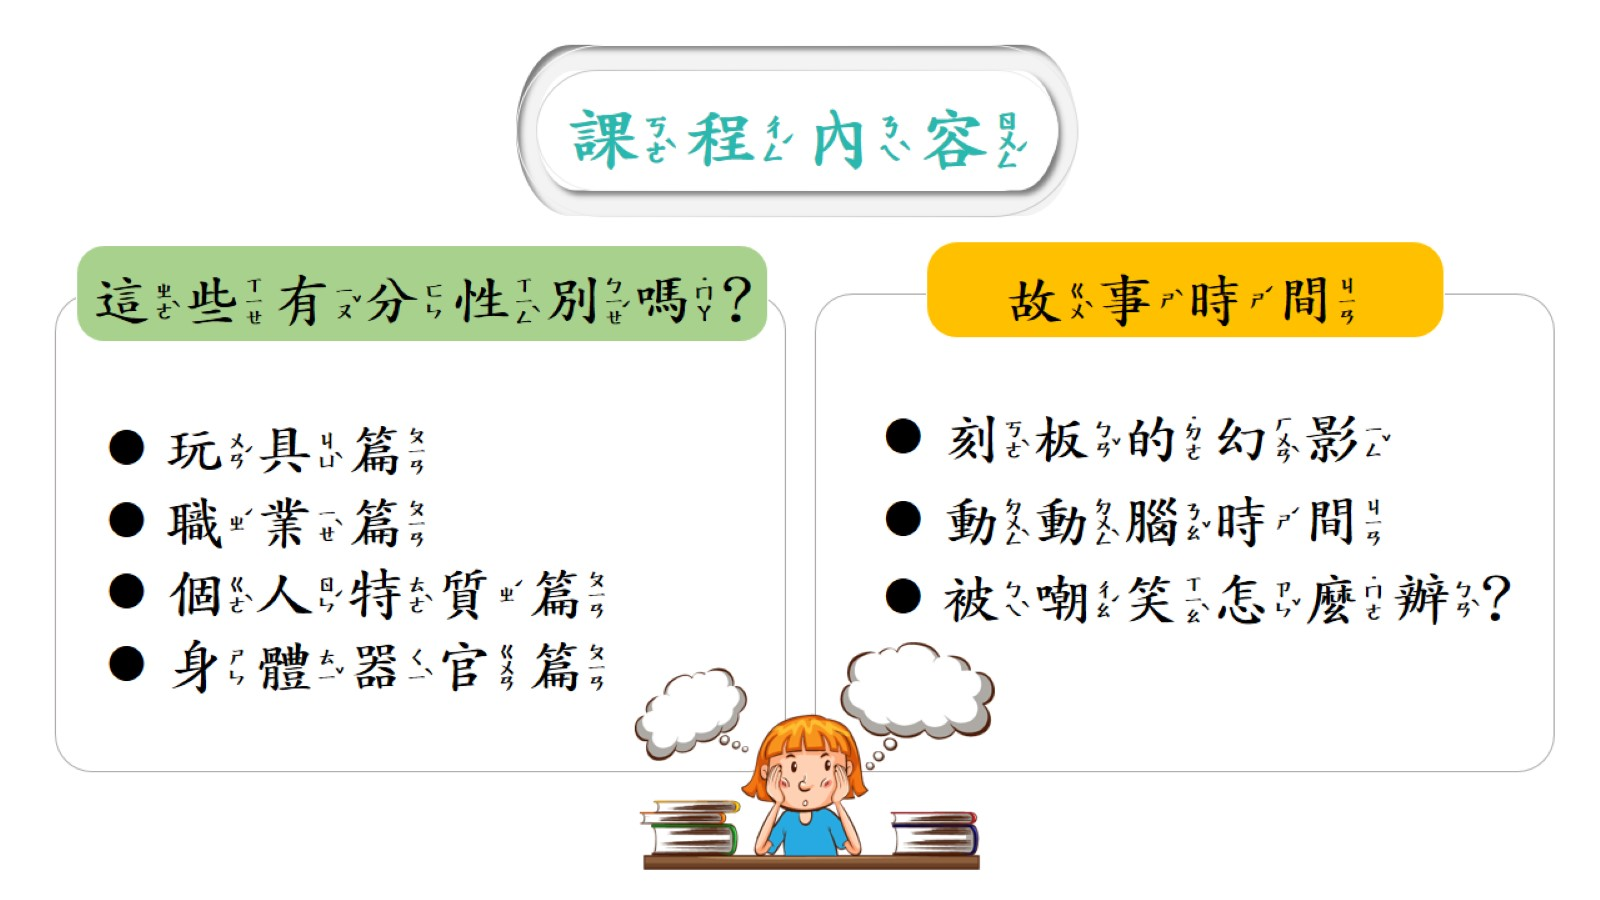 課程內容
這些有分性別嗎？
● 玩具篇
● 職業篇
● 個人特質篇
● 身體器官篇
故事時間
● 刻板的幻影
● 動動腦時間
● 被嘲笑怎麼辦？